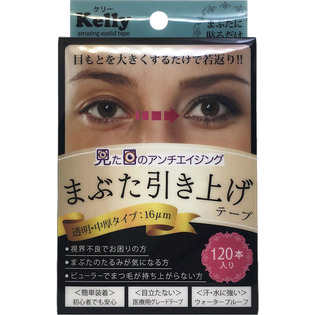 ケリー
Kelly
amazing eyelid tape
まぶたに
貼るだけ
目もとを大きくするだけで若返り!!
見た目のアンチエイジング
まぶた引き上げ
テープ
透明・中厚タイプ:16μm
・視界不良でお困りの方
・まぶたのたるみが気になる方
・ビューラーでまつ毛が持ち上がらない方
120本
入り
<簡単装着>
初心者でも安心
<目立たない>
医療用グレードテープ
<汗・水に強い>
ウォータープルーフ